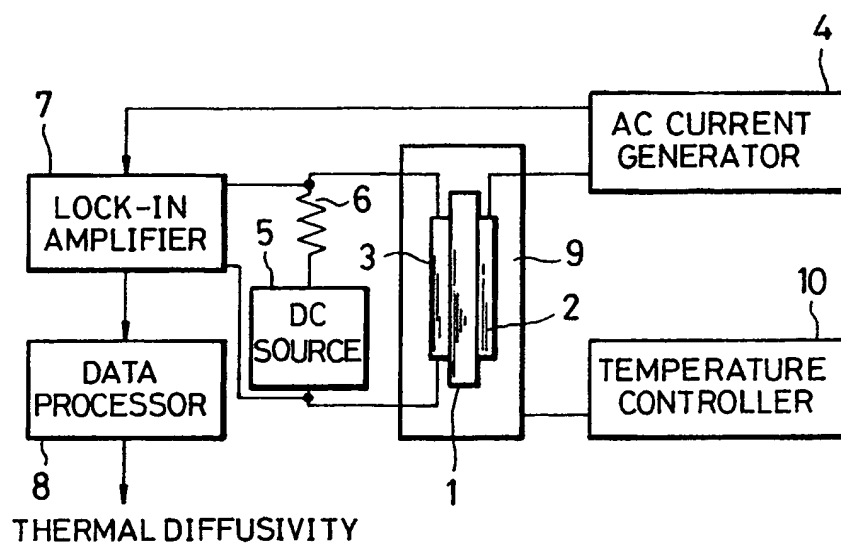 4
7
AC CURRENT
GENERATOR
LOCK-IN
AMPLIFIER
6
5
3
9
DC
SOURCE
2
10
DATA
PROCESSOR
TEMPERATURE
CONTROLLER
8
1
THERMAL DIFFUSIVITY